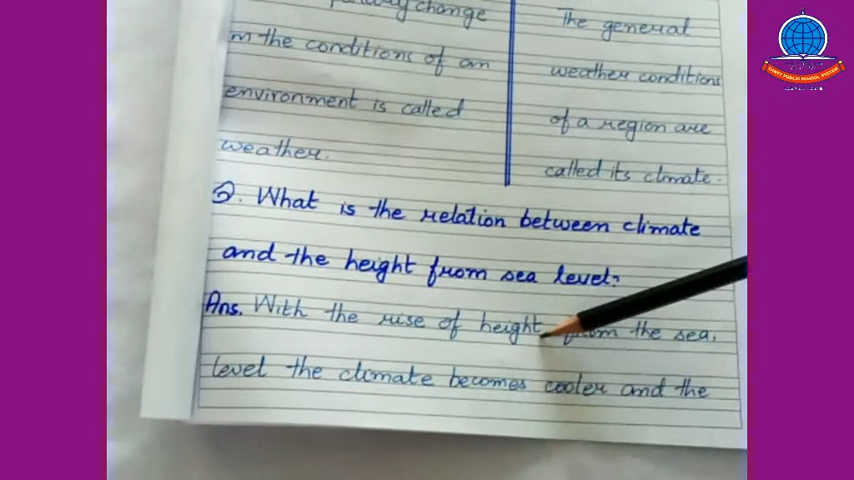 change
in the conditions of an
environment is called
weather.
The general
weather conditions
of a region are
called its climate.
Q. What is the relation between climate
and the height from sea level?
Ans. With the rise of height from the sea,
level the climate becomes cooler and the